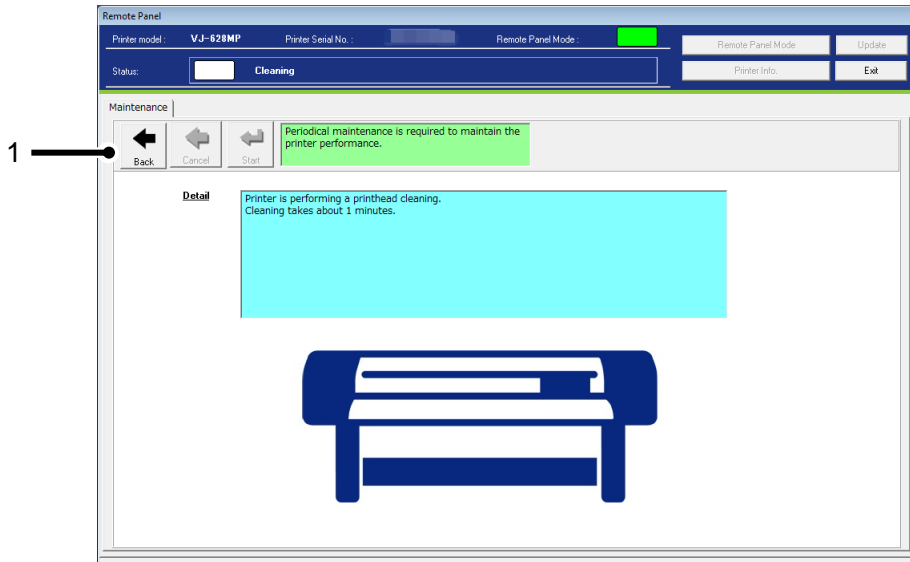 Remote Panel
Printer model : VJ-628MP Printer Serial No. : Remote Panel Mode : Remote Panel Mode Update
Status: Cleaning Printer Info. Exit
Maintenance
1
Back Cancel Start
Periodical maintenance is required to maintain the
printer performance.
Detail
Printer is performing a printhead cleaning.
Cleaning takes about 1 minutes.